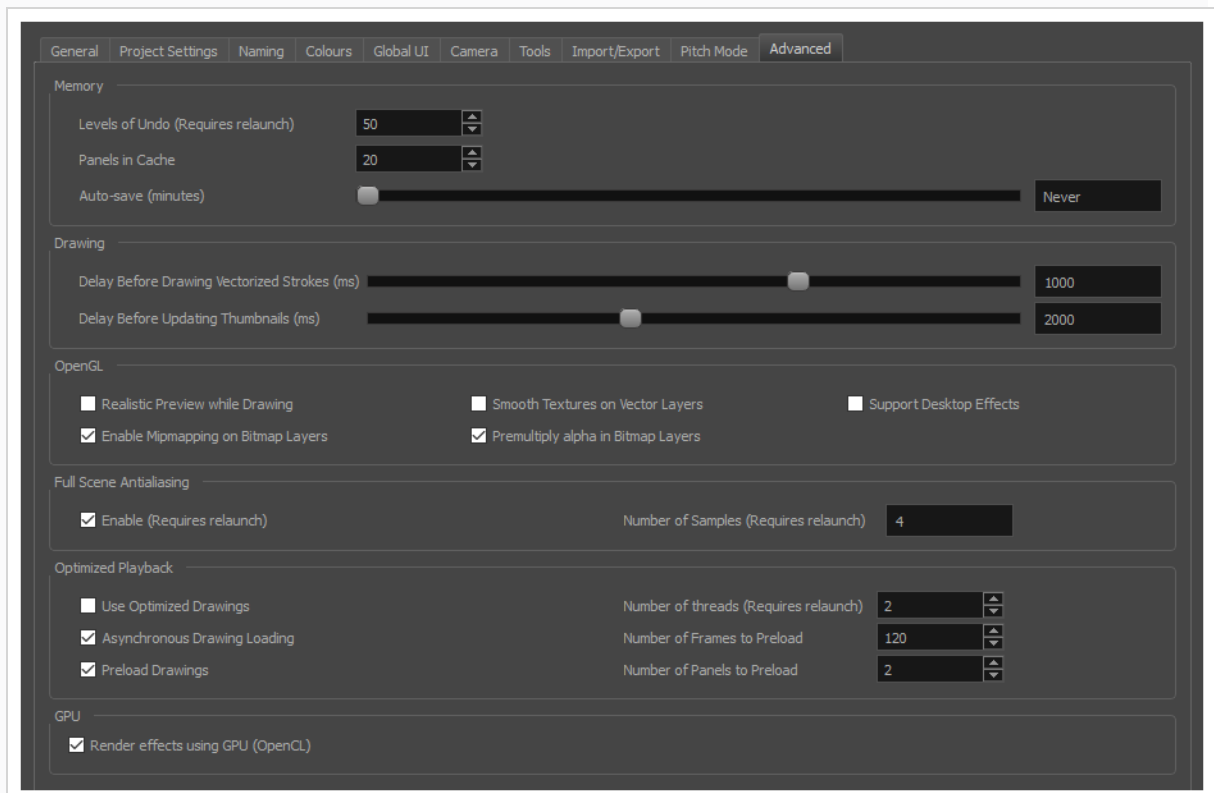 General Project Settings Naming Colours Global UI Camera Tools Import/Export Pitch Mode Advanced
Memory
Levels of Undo (Requires relaunch) 50
Panels in Cache 20
Auto-save (minutes) Never
Drawing
Delay Before Drawing Vectorized Strokes (ms) 1000
Delay Before Updating Thumbnails (ms) 2000
OpenGL
Realistic Preview while Drawing Smooth Textures on Vector Layers Support Desktop Effects
Enable Mipmapping on Bitmap Layers Premultiply alpha in Bitmap Layers
Full Scene Antialiasing
Enable (Requires relaunch) Number of Samples (Requires relaunch) 4
Optimized Playback
Use Optimized Drawings Number of threads (Requires relaunch) 2
Asynchronous Drawing Loading Number of Frames to Preload 120
Preload Drawings Number of Panels to Preload 2
GPU
Render effects using GPU (OpenCL)